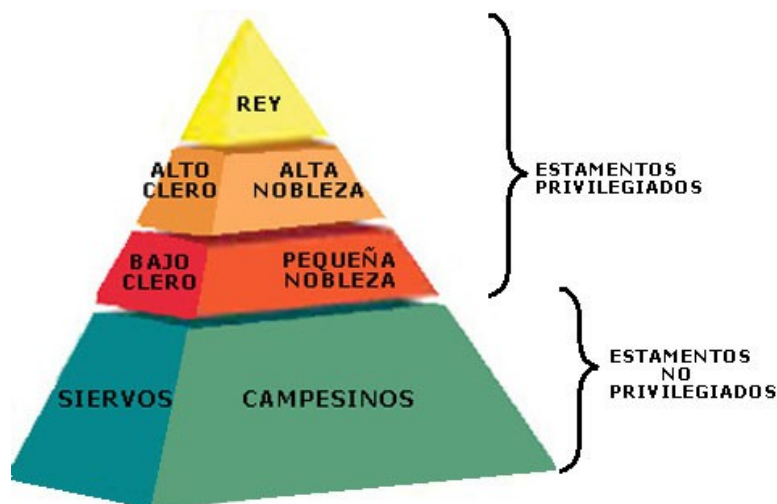 REY
ALTO
CLERO
ALTA
NOBLEZA
ESTAMENTOS
PRIVILEGIADOS
BAJO
CLERO
PEQUEÑA
NOBLEZA
SIERVOS
CAMPESINOS
ESTAMENTOS
NO
PRIVILEGIADOS